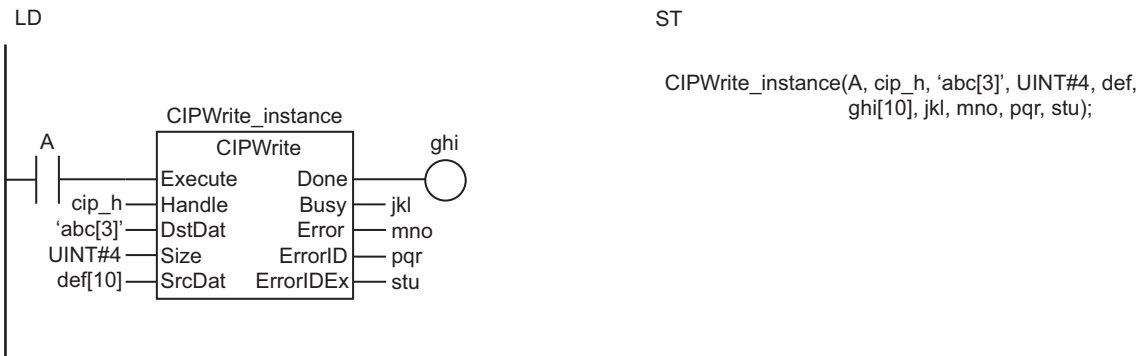 LD
ST
CIPWrite_instance(A, cip_h, ‘abc[3]’, UINT#4, def,
ghi[10], jkl, mno, pqr, stu);
CIPWrite_instance
CIPWrite
A
ghi
Execute Done
cip_h Handle Busy jkl
‘abc[3]’ DstDat Error mno
UINT#4 Size ErrorID pqr
def[10] SrcDat ErrorIDEx stu